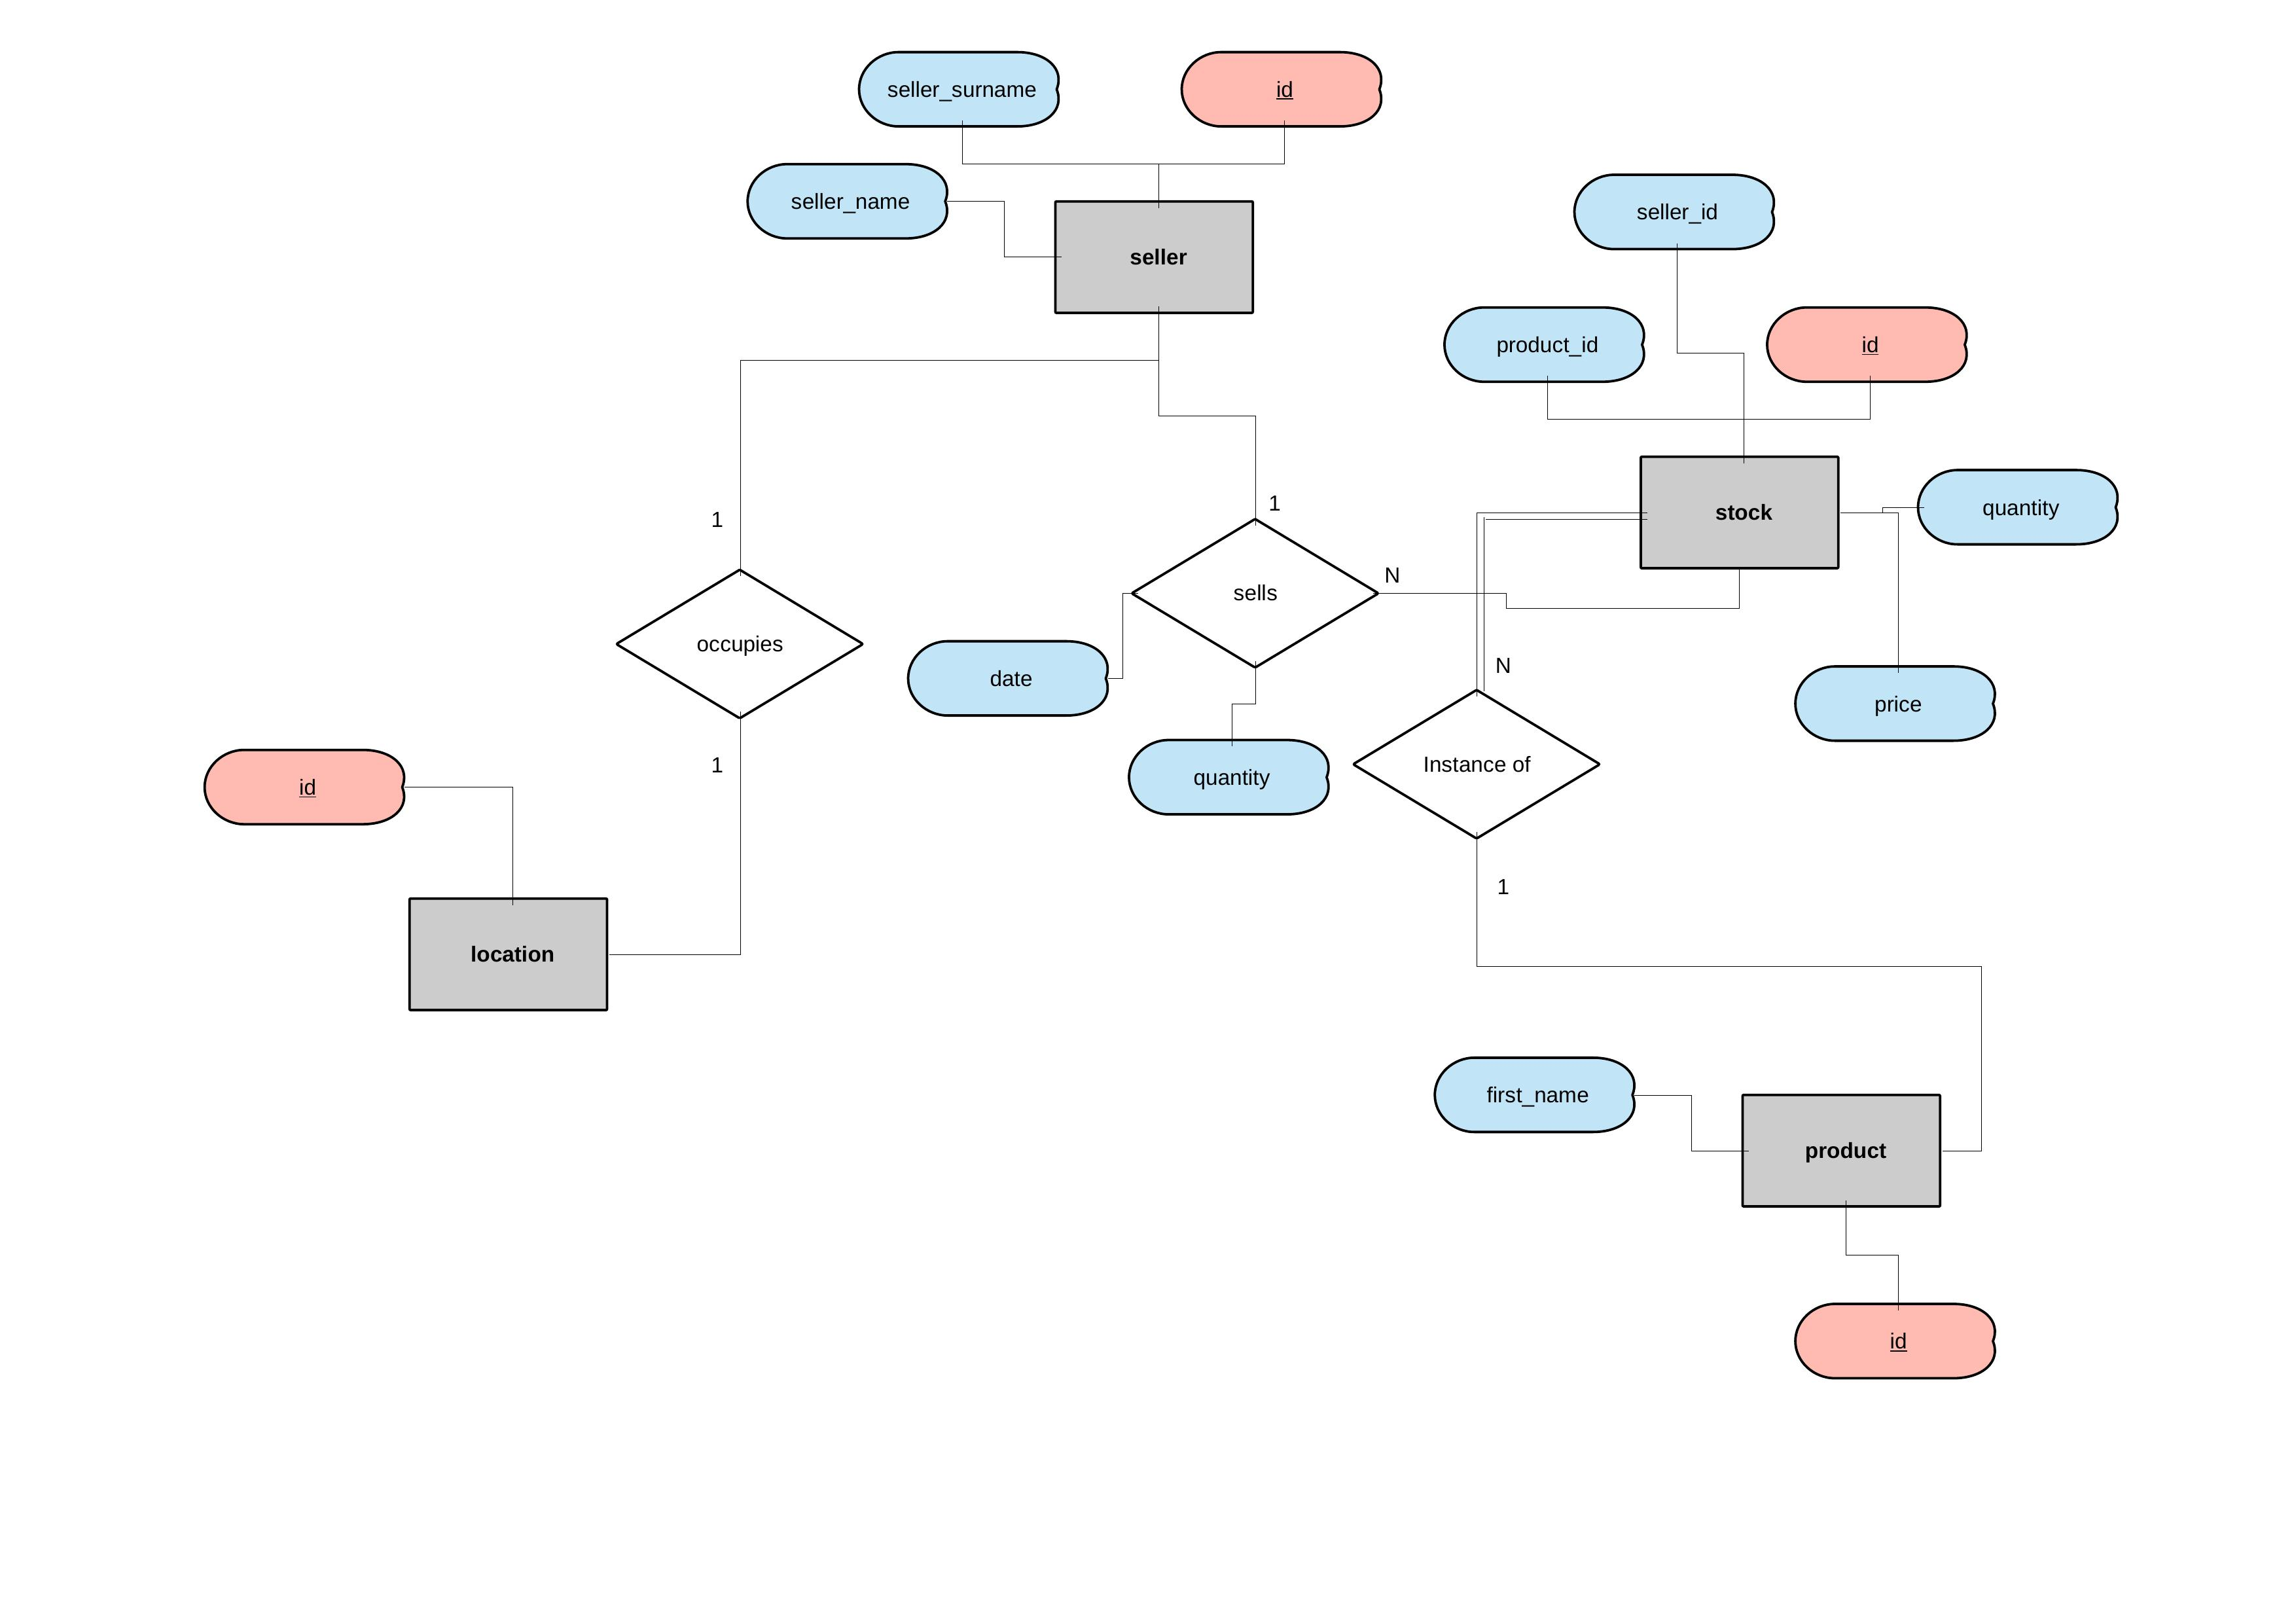 seller_surname
id
seller_name
seller_id
seller
product_id
id
stock
quantity
1
1
N
sells
occupies
date
N
price
1
Instance of
quantity
id
1
location
first_name
product
id